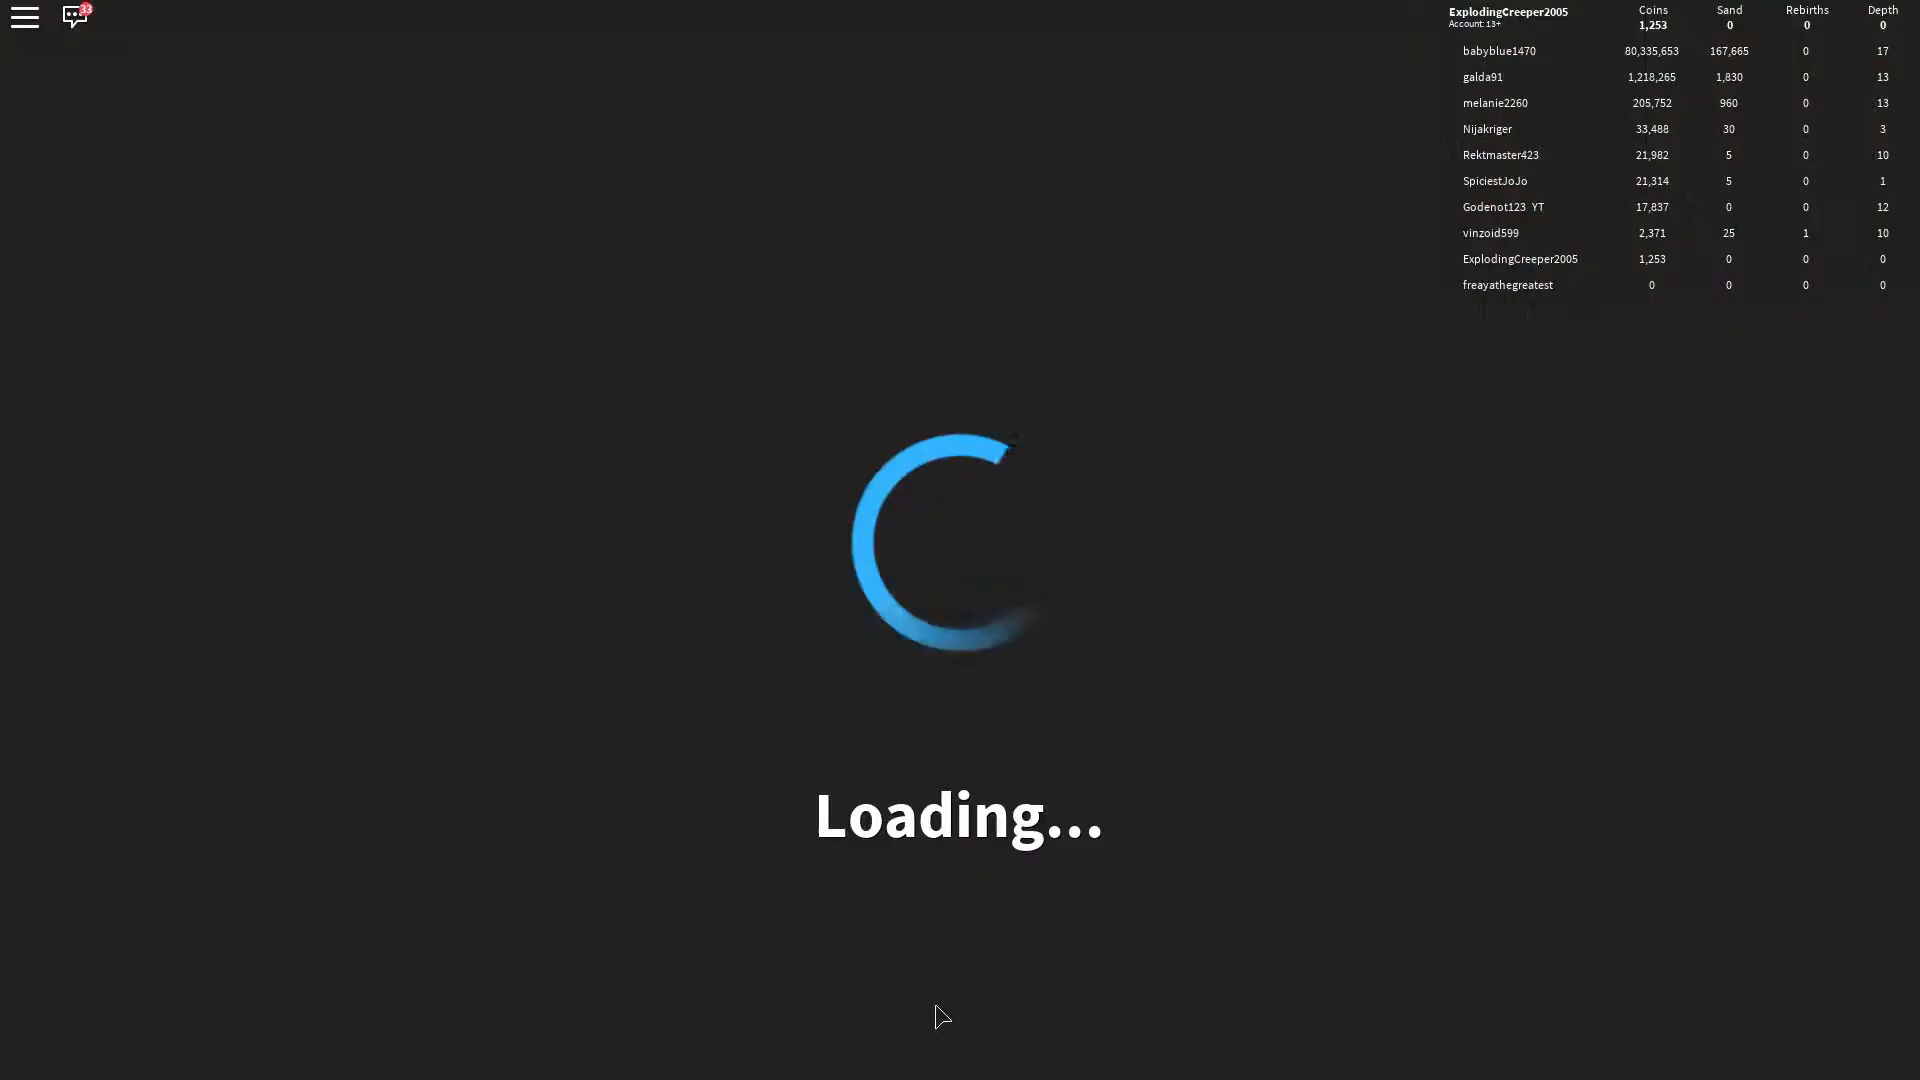 33
ExplodingCreeper2005 Coins Sand Rebirths Depth
Account: 13+ 1,253 0 0 0
babyblue1470 80,335,653 167,665 0 17
galda91 1,218,265 1,830 0 13
melanie2260 205,752 960 0 13
Nijakriger 33,488 30 0 3
Rektmaster423 21,982 5 0 10
SpiciestJoJo 21,314 5 0 1
Godenot123 YT 17,837 0 0 12
vinzoid599 2,371 25 1 10
ExplodingCreeper2005 1,253 0 0 0
freayathegreatest 0 0 0 0
Loading...